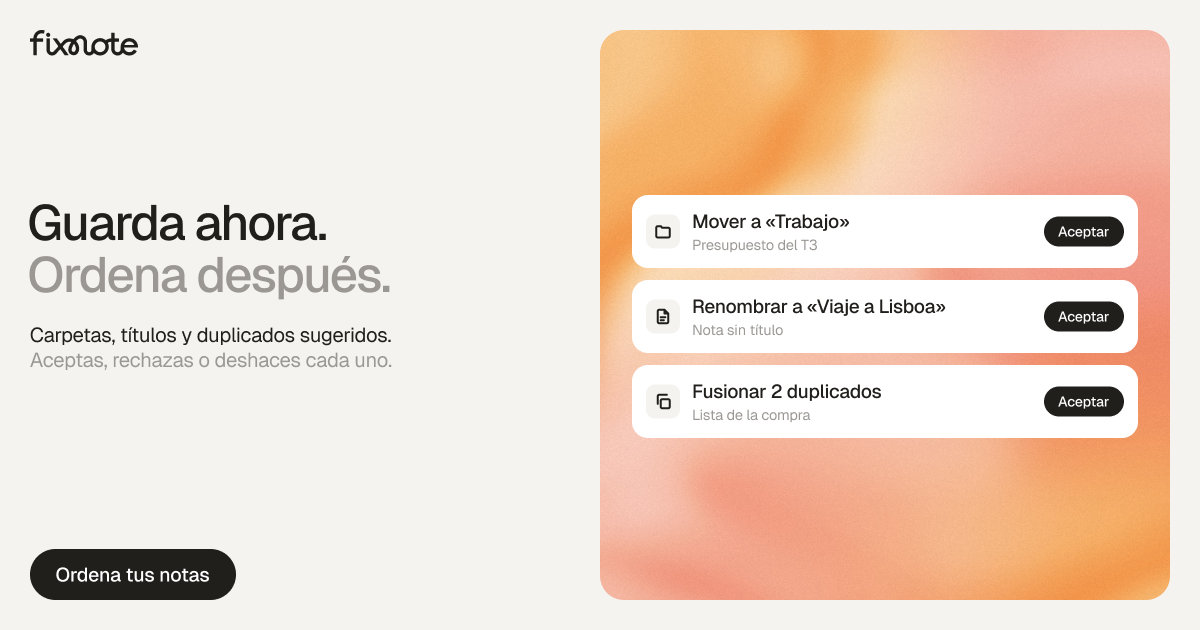 fixnote
Guarda ahora.
Ordena después.
Carpetas, títulos y duplicados sugeridos.
Aceptas, rechazas o deshaces cada uno.
Ordena tus notas
Mover a «Trabajo»
Presupuesto del T3
Aceptar
Renombrar a «Viaje a Lisboa»
Nota sin título
Aceptar
Fusionar 2 duplicados
Lista de la compra
Aceptar